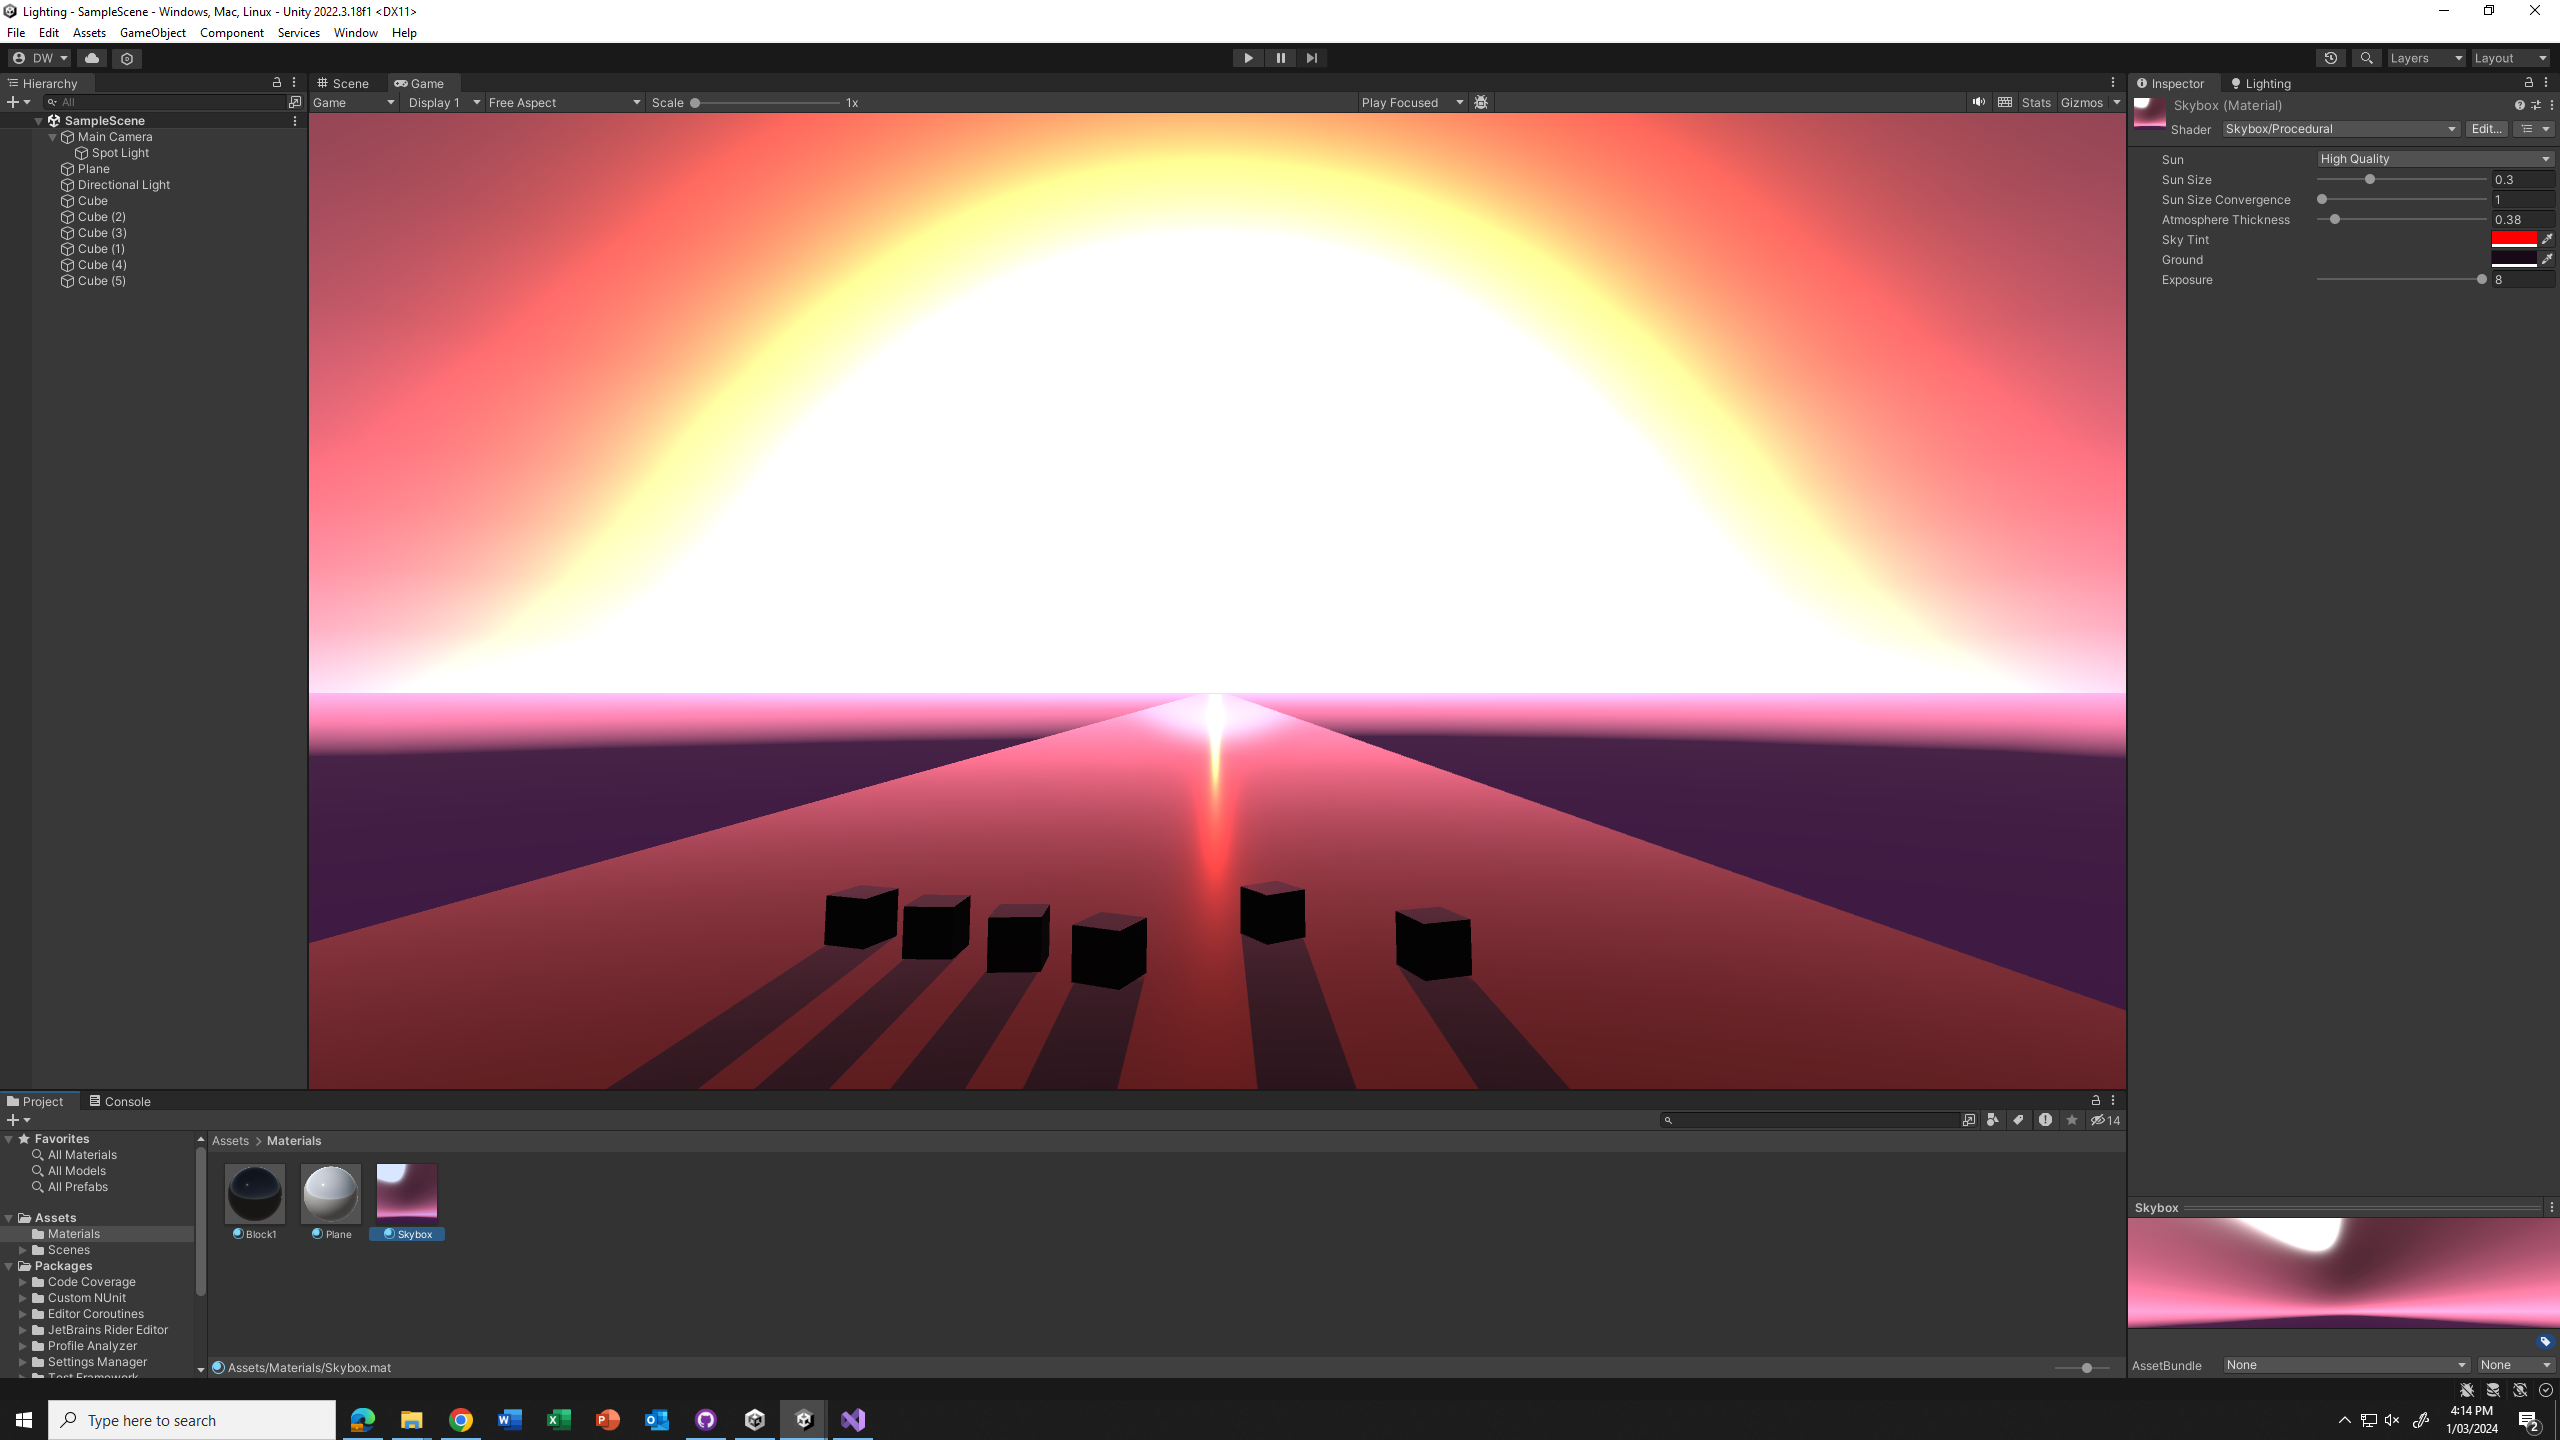 Lighting - SampleScene - Windows, Mac, Linux - Unity 2022.3.18f1 <DX11>
File Edit Assets GameObject Component Services Window Help
DW Layers Layout
Hierarchy
All
SampleScene
Main Camera
Spot Light
Plane
Directional Light
Cube
Cube (2)
Cube (3)
Cube (1)
Cube (4)
Cube (5)
Scene Game
Game Display 1 Free Aspect Scale 1x Play Focused Stats Gizmos
Inspector Lighting
Skybox (Material)
Shader Skybox/Procedural Edit...
Sun High Quality
Sun Size 0.3
Sun Size Convergence 1
Atmosphere Thickness 0.38
Sky Tint
Ground
Exposure 8
Project Console
14
Favorites
All Materials
All Models
All Prefabs
Assets
Materials
Scenes
Packages
Code Coverage
Custom NUnit
Editor Coroutines
JetBrains Rider Editor
Profile Analyzer
Settings Manager
Test Framework
Assets > Materials
Block1 Plane Skybox
Assets/Materials/Skybox.mat
Skybox
AssetBundle None None
Type here to search
4:14 PM
1/03/2024
2